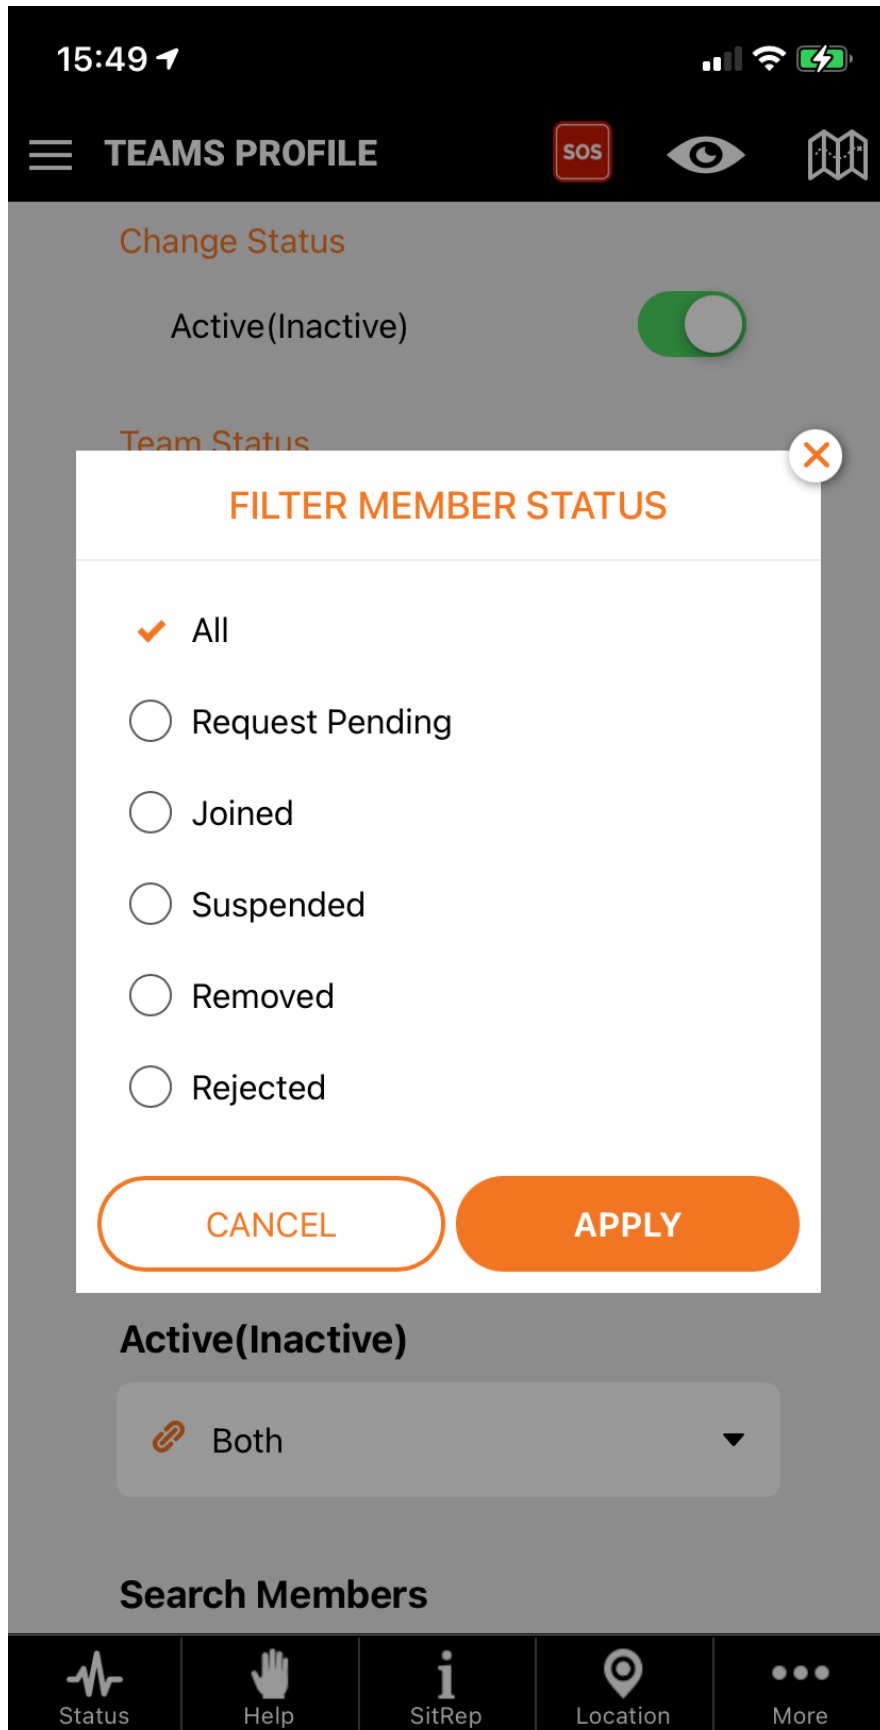 15:49
TEAMS PROFILE
SOS
Change Status
Active(Inactive)
Team Status
FILTER MEMBER STATUS
All
Request Pending
Joined
Suspended
Removed
Rejected
CANCEL
APPLY
Active(Inactive)
Both
Search Members
Status
Help
SitRep
Location
More